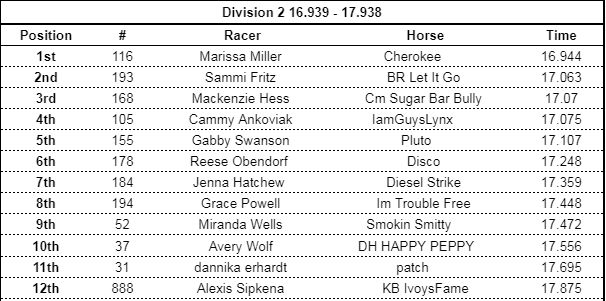 Division 2 16.939 - 17.938
Position # Racer Horse Time
1st 116 Marissa Miller Cherokee 16.944
2nd 193 Sammi Fritz BR Let It Go 17.063
3rd 168 Mackenzie Hess Cm Sugar Bar Bully 17.07
4th 105 Cammy Ankoviak IamGuysLynx 17.075
5th 155 Gabby Swanson Pluto 17.107
6th 178 Reese Obendorf Disco 17.248
7th 184 Jenna Hatchew Diesel Strike 17.359
8th 194 Grace Powell Im Trouble Free 17.448
9th 52 Miranda Wells Smokin Smitty 17.472
10th 37 Avery Wolf DH HAPPY PEPPY 17.556
11th 31 dannika erhardt patch 17.695
12th 888 Alexis Sipkena KB IvoysFame 17.875